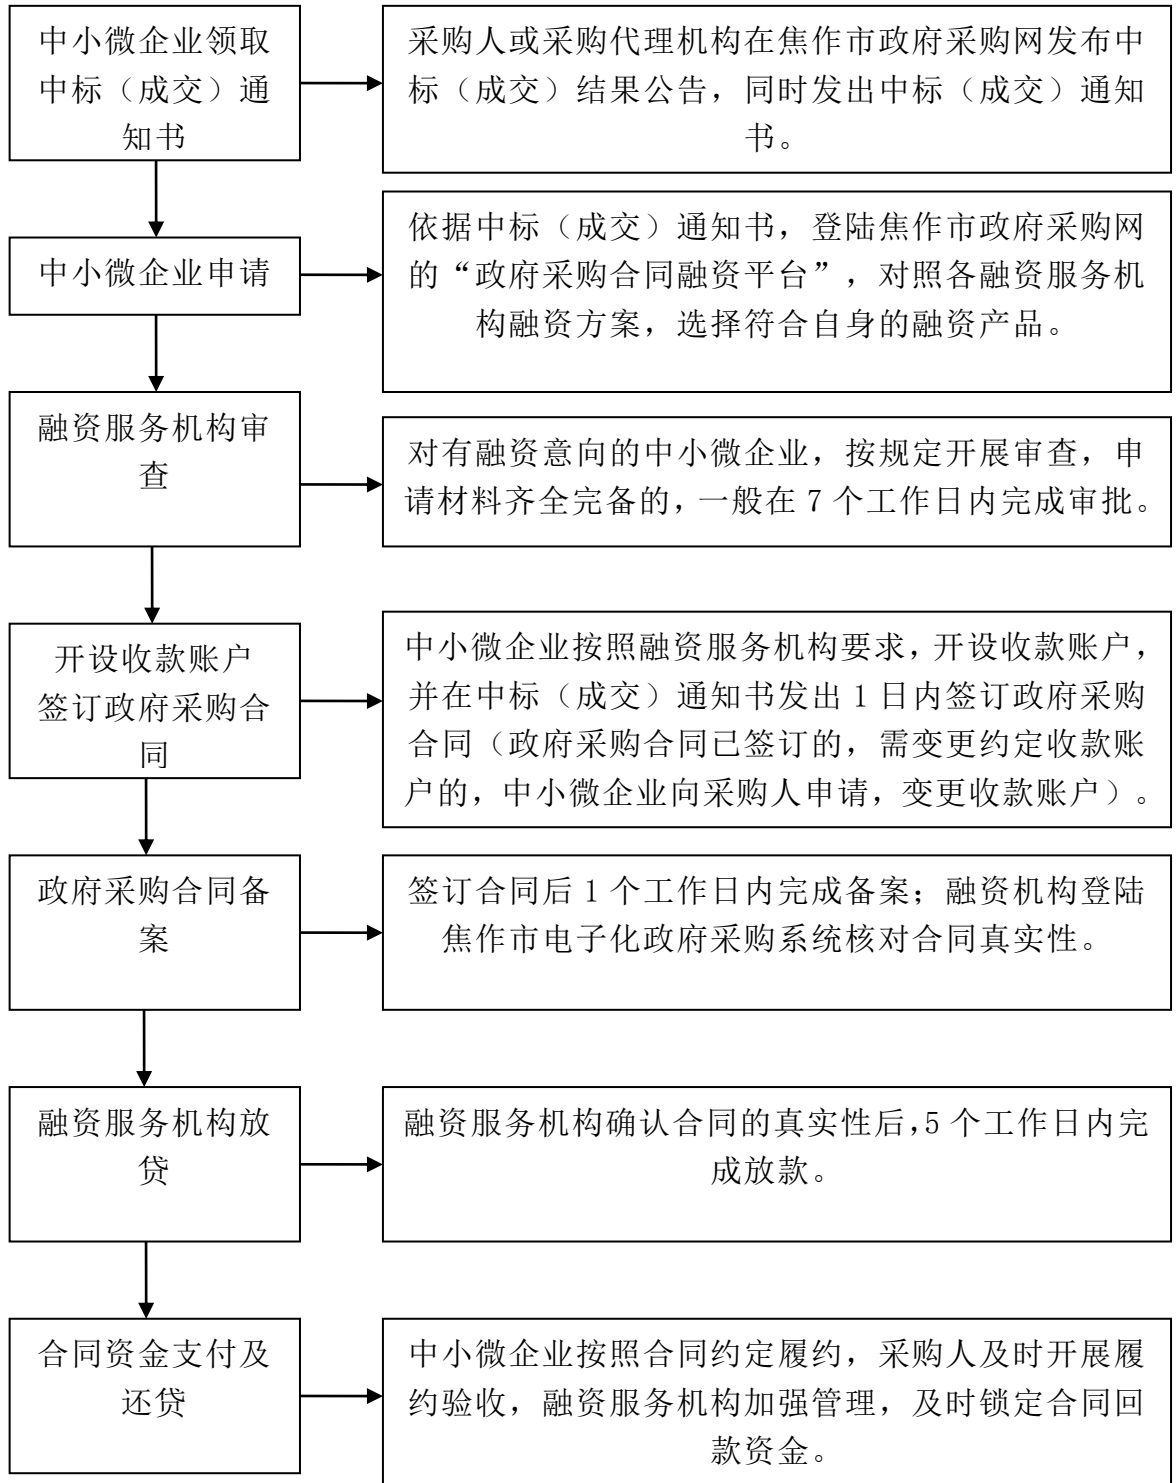 中小微企业领取
中标（成交）通
知书
采购人或采购代理机构在焦作市政府采购网发布中
标（成交）结果公告，同时发出中标（成交）通知
书。
中小微企业申请
依据中标（成交）通知书，登陆焦作市政府采购网
的“政府采购合同融资平台”，对照各融资服务机
构融资方案，选择符合自身的融资产品。
融资服务机构审
查
对有融资意向的中小微企业，按规定开展审查，申
请材料齐全完备的，一般在 7 个工作日内完成审批。
开设收款账户
签订政府采购合
同
中小微企业按照融资服务机构要求，开设收款账户，
并在中标（成交）通知书发出 1 日内签订政府采购
合同（政府采购合同已签订的，需变更约定收款账
户的，中小微企业向采购人申请，变更收款账户）。
政府采购合同备
案
签订合同后 1 个工作日内完成备案；融资机构登陆
焦作市电子化政府采购系统核对合同真实性。
融资服务机构放
贷
融资服务机构确认合同的真实性后，5 个工作日内完
成放款。
合同资金支付及
还贷
中小微企业按照合同约定履约，采购人及时开展履
约验收，融资服务机构加强管理，及时锁定合同回
款资金。